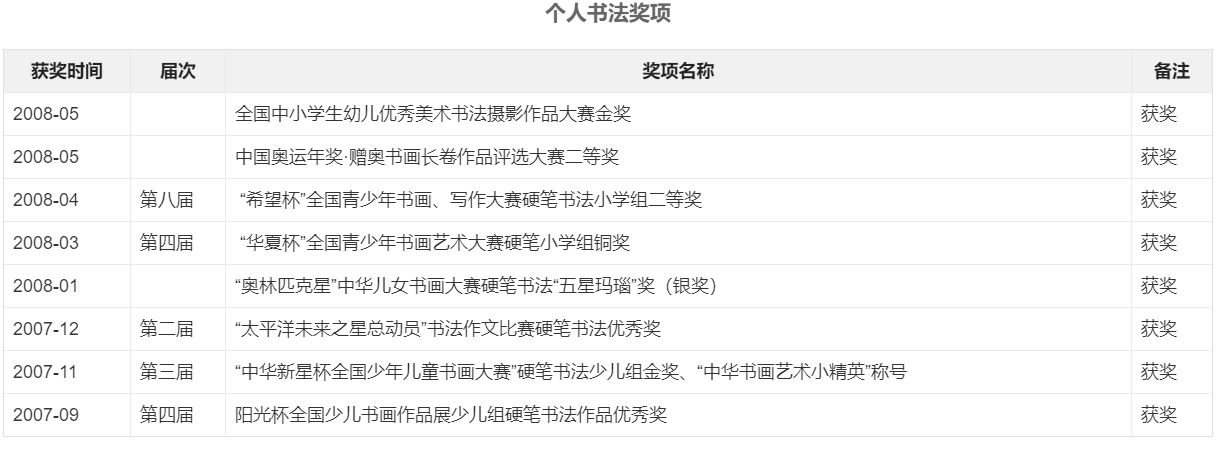 个人书法奖项
获奖时间 届次 奖项名称 备注
2008-05 全国中小学生幼儿优秀美术书法摄影作品大赛金奖 获奖
2008-05 中国奥运年奖·赠奥书画长卷作品评选大赛二等奖 获奖
2008-04 第八届 “希望杯”全国青少年书画、写作大赛硬笔书法小学组二等奖 获奖
2008-03 第四届 “华夏杯”全国青少年书画艺术大赛硬笔小学组铜奖 获奖
2008-01 “奥林匹克星”中华儿女书画大赛硬笔书法“五星玛瑙”奖（银奖） 获奖
2007-12 第二届 “太平洋未来之星总动员”书法作文比赛硬笔书法优秀奖 获奖
2007-11 第三届 “中华新星杯全国少年儿童书画大赛”硬笔书法少儿组金奖、“中华书画艺术小精英”称号 获奖
2007-09 第四届 阳光杯全国少儿书画作品展少儿组硬笔书法作品优秀奖 获奖